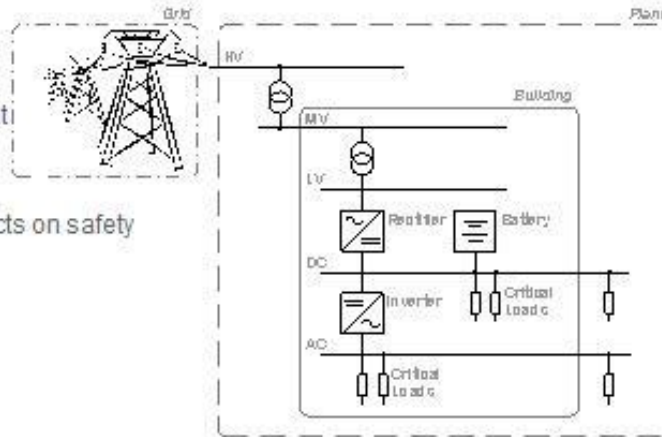 Grid
Plant
HV
Building
MV
LV
cts on safety
Rectifier
Battery
DC
Critical
Loads
Inverter
AC
Critical
Loads